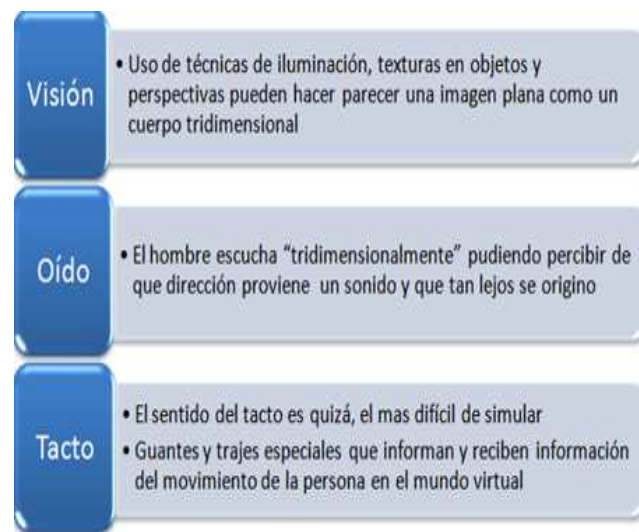 Visión
• Uso de técnicas de iluminación, texturas en objetos y
perspectivas pueden hacer parecer una imagen plana como un
cuerpo tridimensional
Oído
• El hombre escucha “tridimensionalmente” pudiendo percibir de
que dirección proviene un sonido y que tan lejos se origino
Tacto
• El sentido del tacto es quizá, el mas difícil de simular
• Guantes y trajes especiales que informan y reciben información
del movimiento de la persona en el mundo virtual